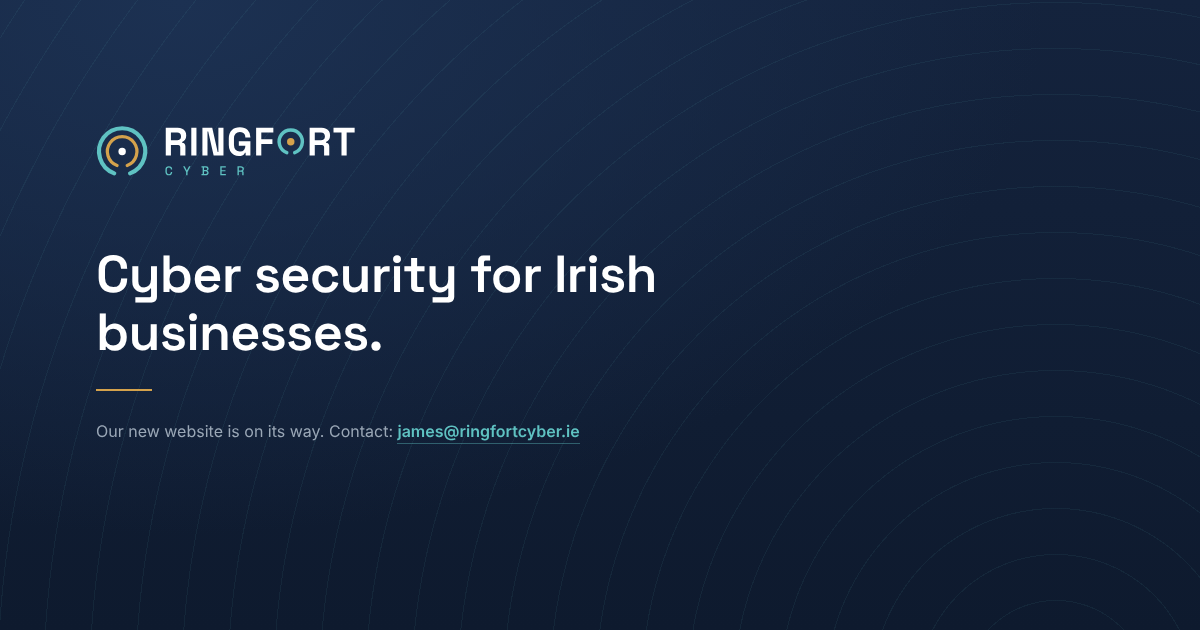 RINGFORT
CYBER
Cyber security for Irish
businesses.
Our new website is on its way. Contact: james@ringfortcyber.ie